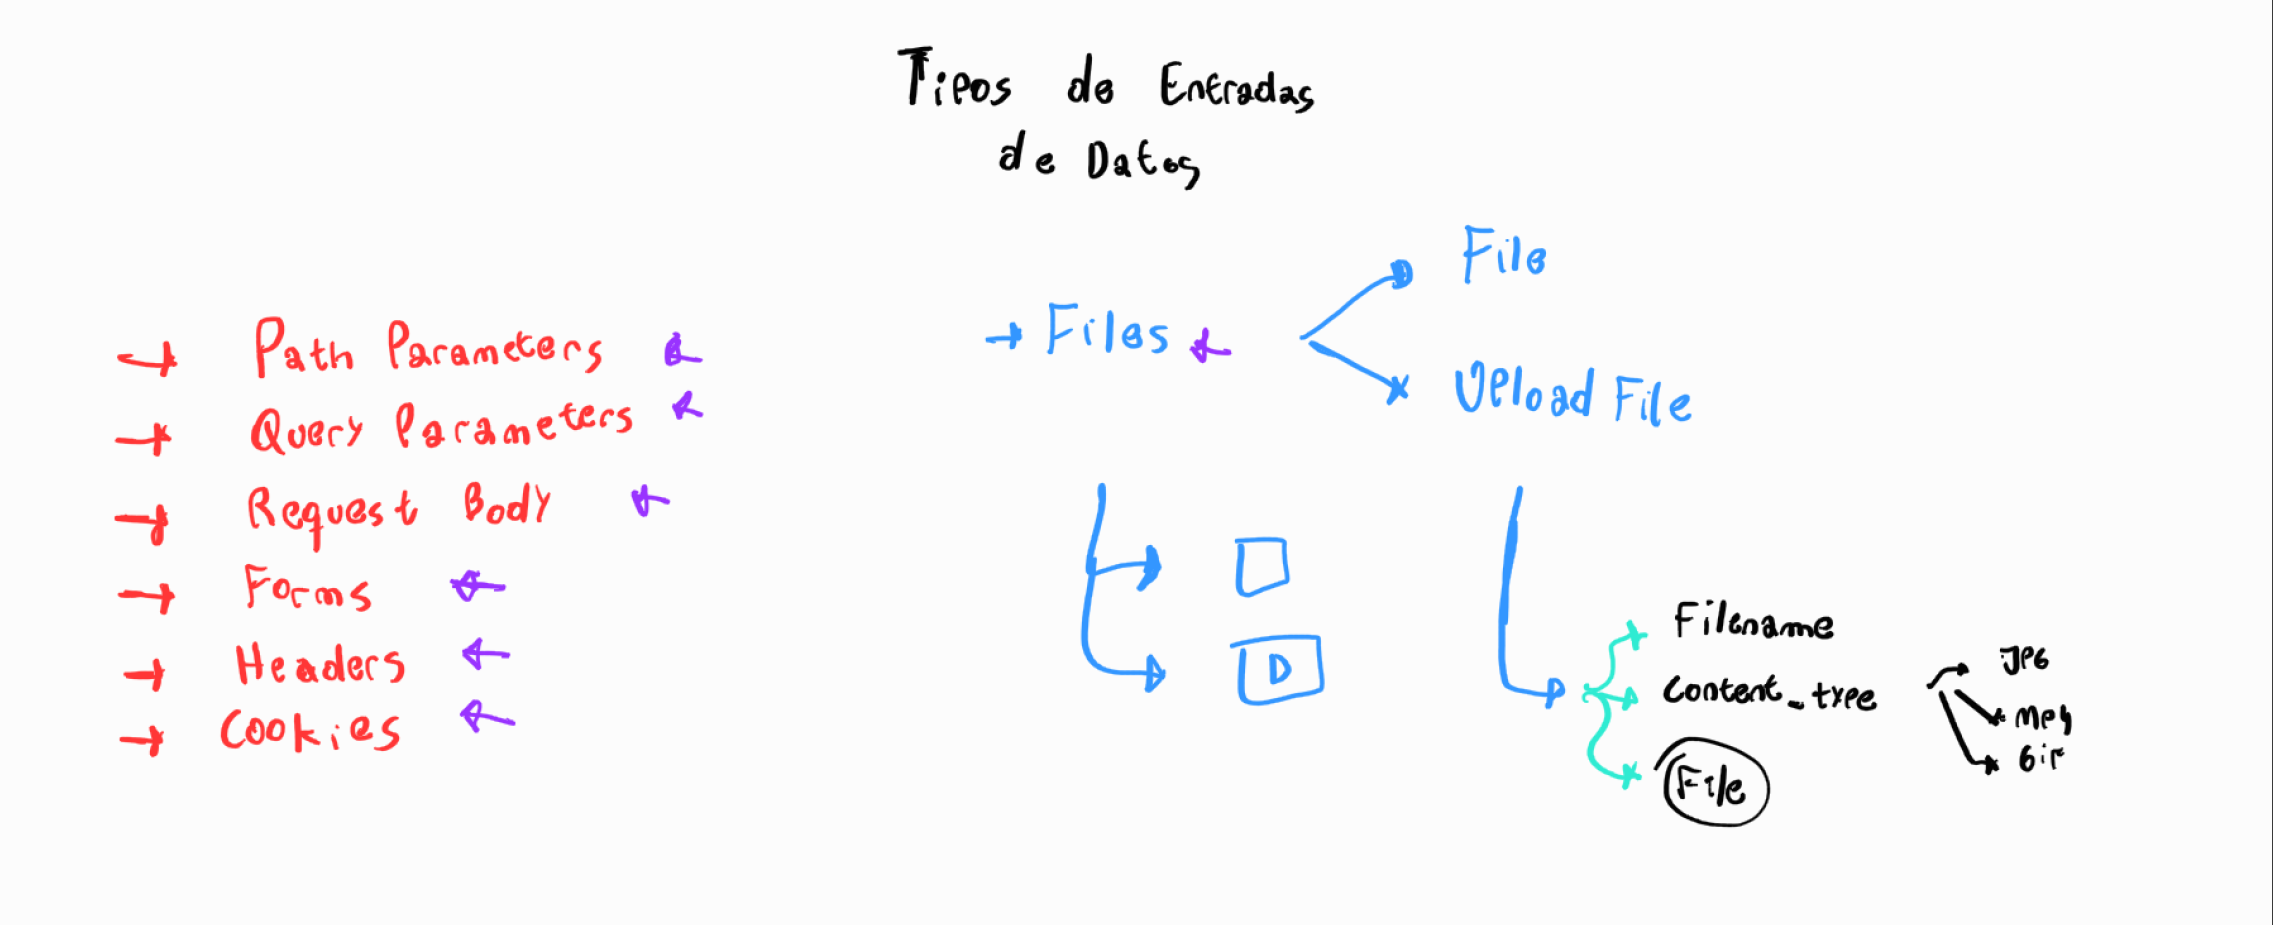 Tipos de Entradas
de Datos
Path Parameters
Query Parameters
Request Body
Forms
Headers
Cookies
Files
File
Upload File
D
Filename
Content_type
File
JPG
mp4
Gif